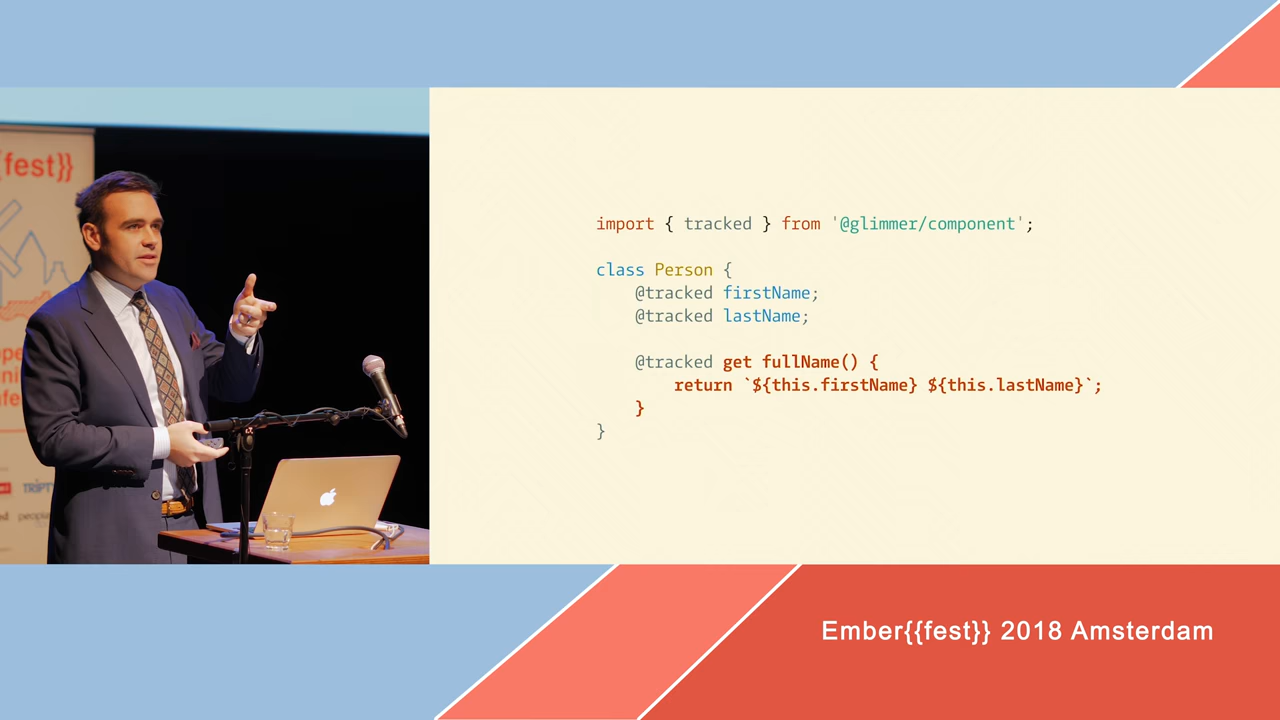 {fest}}
import { tracked } from '@glimmer/component';
class Person {
    @tracked firstName;
    @tracked lastName;
    @tracked get fullName() {
        return `${this.firstName} ${this.lastName}`;
    }
}
Ember{{fest}} 2018 Amsterdam